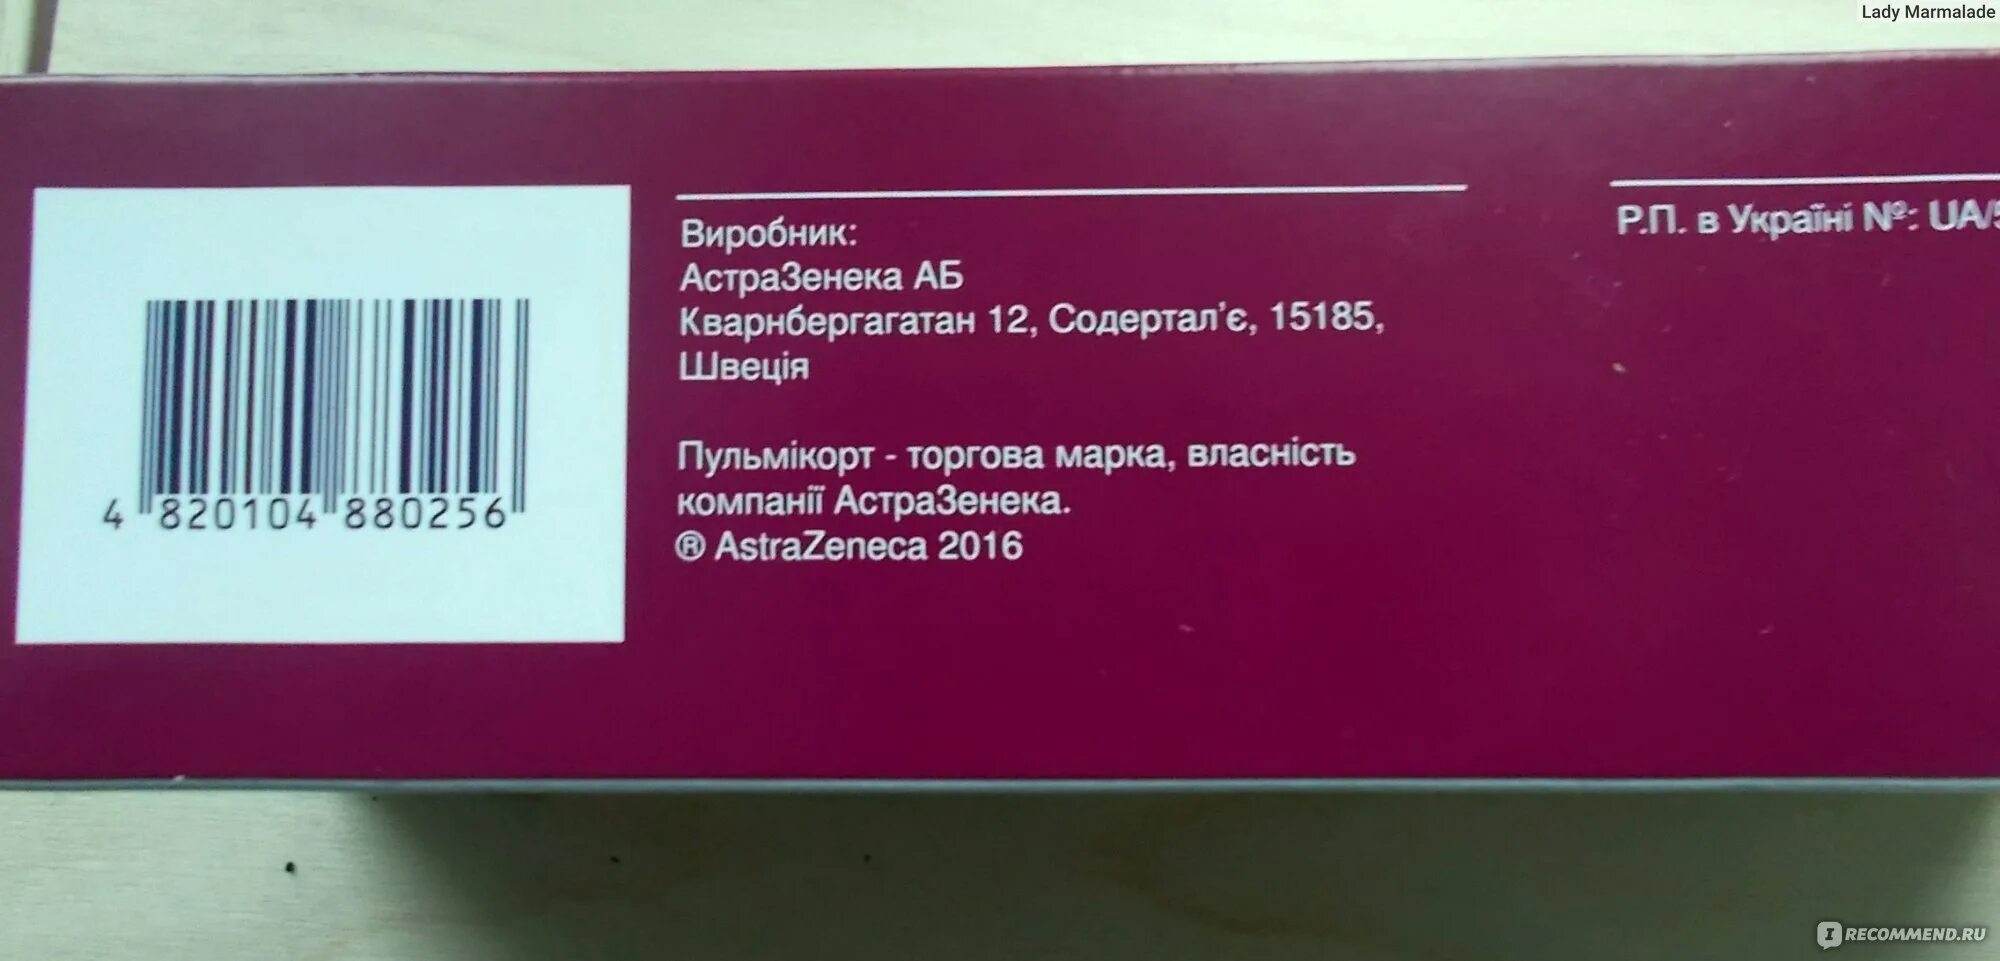 Lady Marmalade
Виробник:
АстраЗенека АБ
Кварнбергагатан 12, Содертал'є, 15185,
Швеція
Пульмікорт - торгова марка, власність
компанії АстраЗенека.
® AstraZeneca 2016
Р.П. в Україні №: UA/5
4 820104 880256
I RECOMMEND.RU